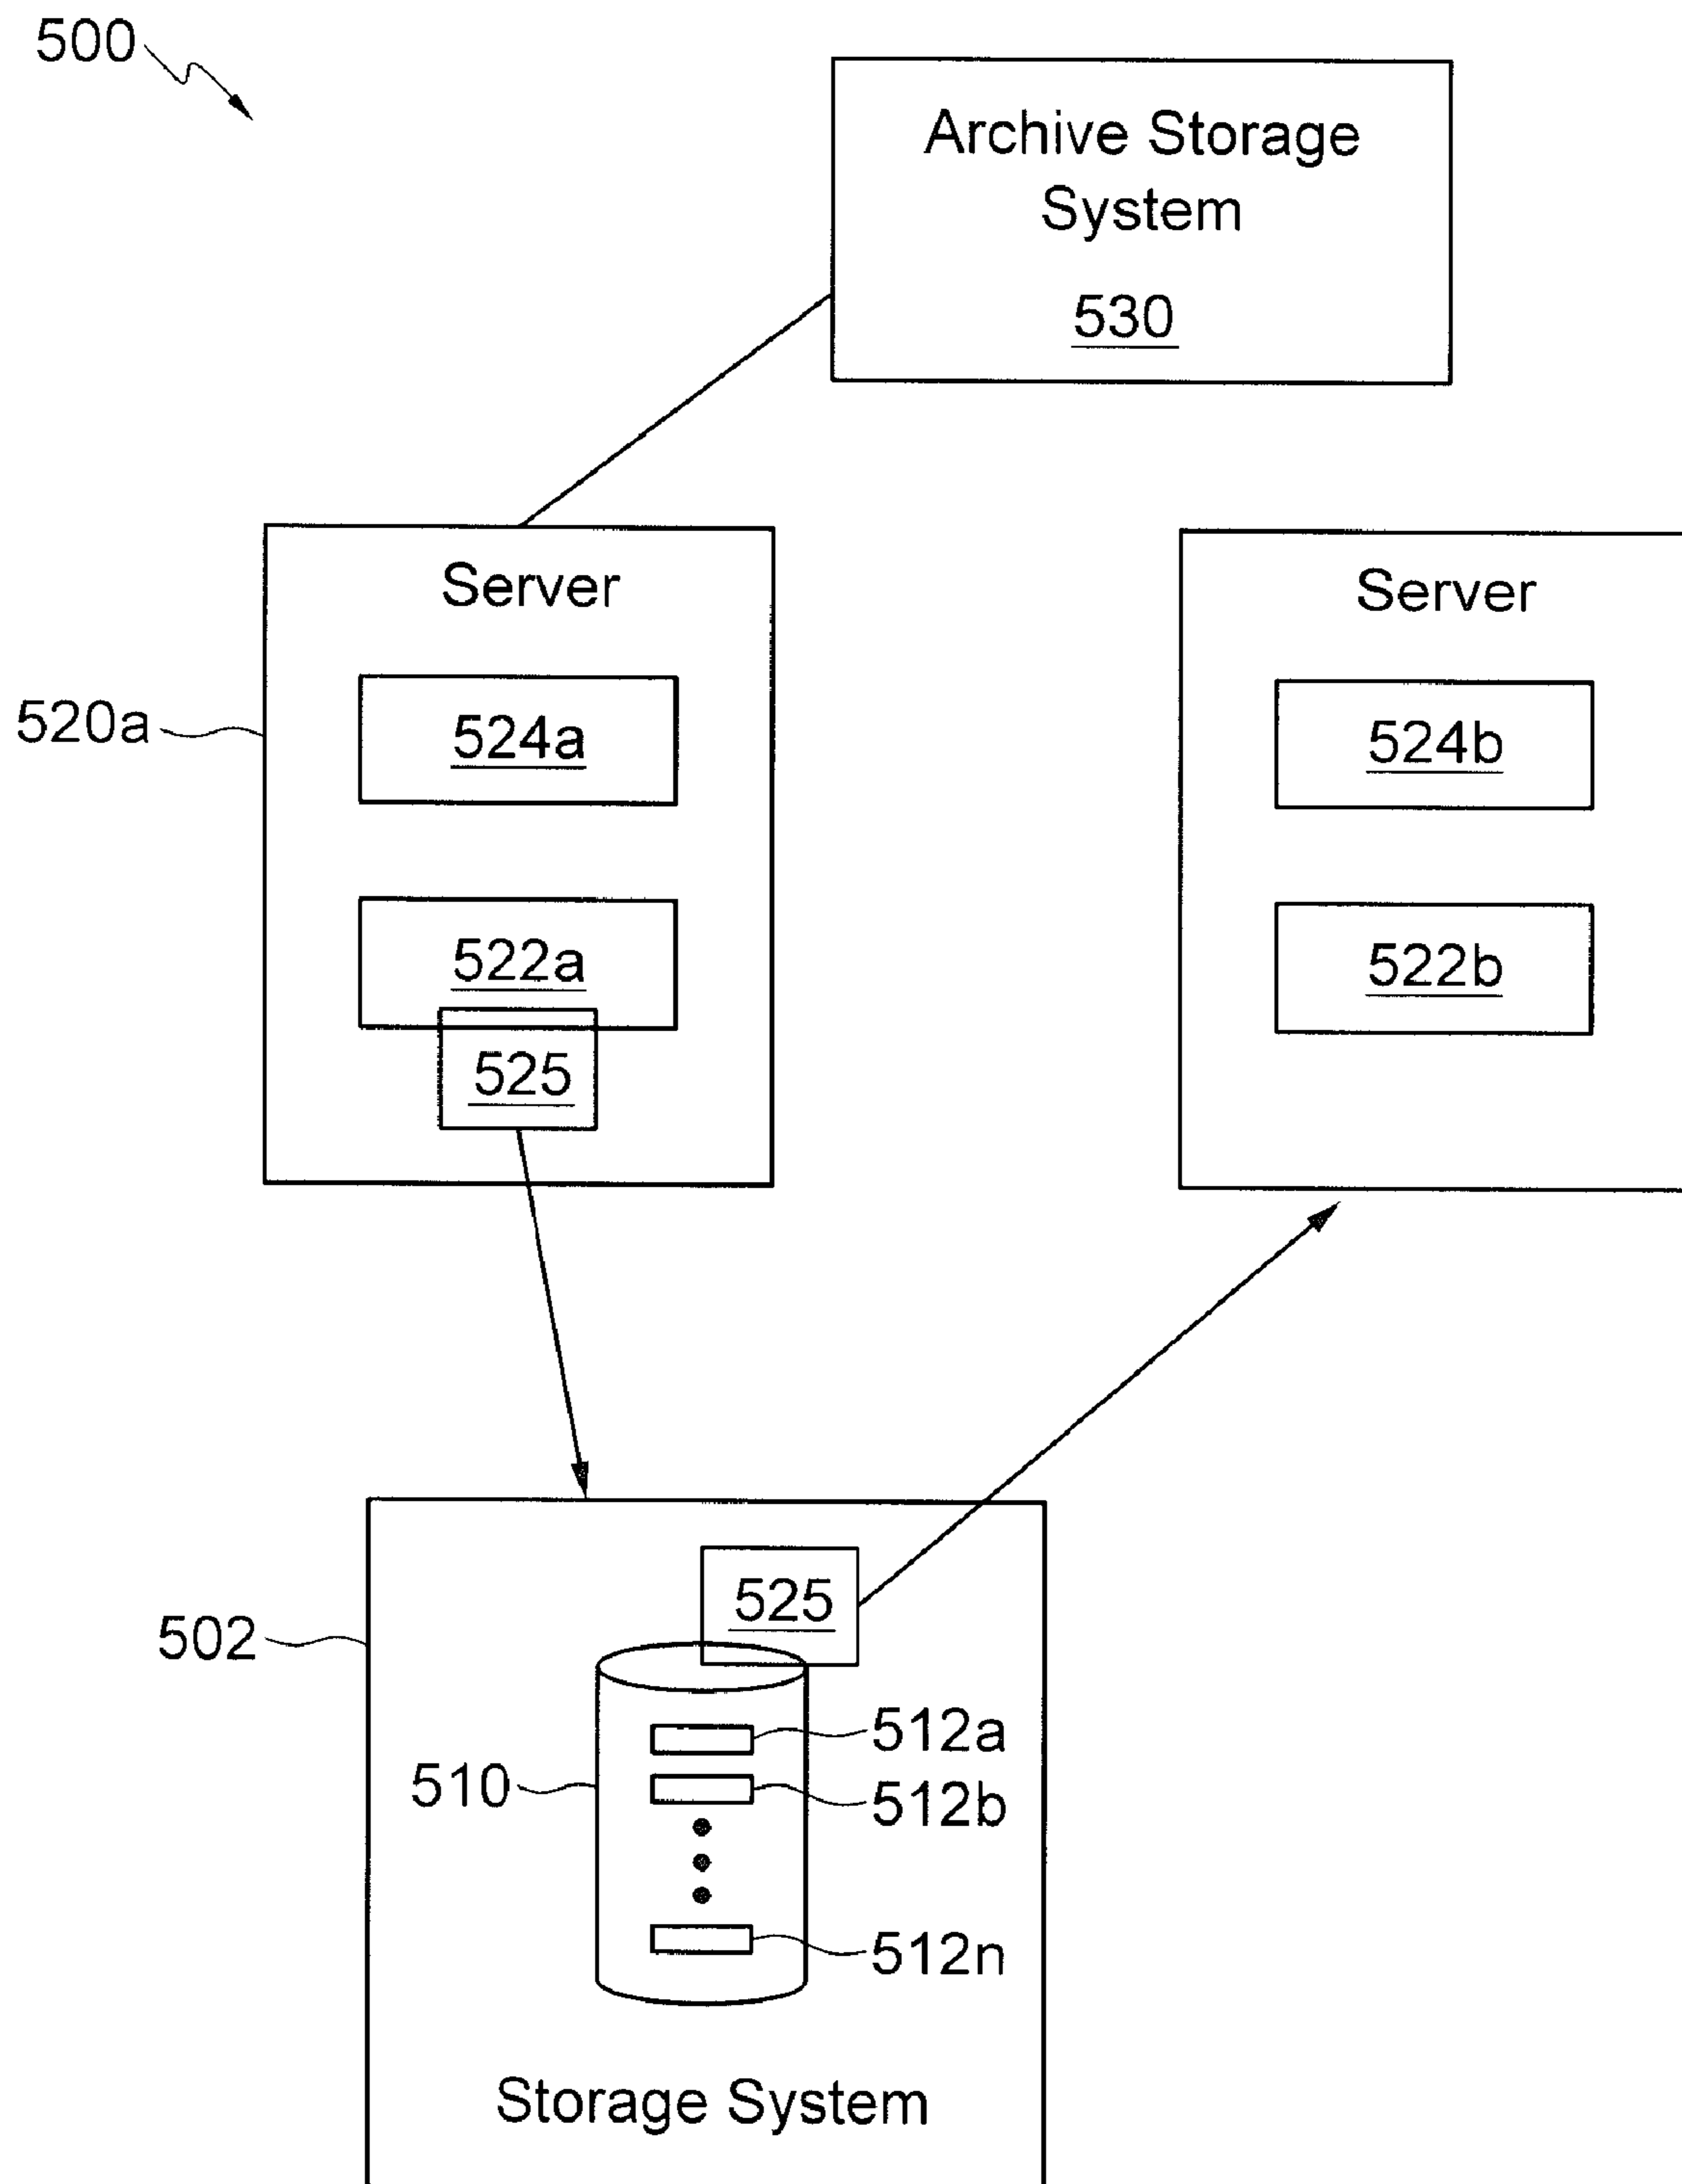 500
Archive Storage
System
530
Server
Server
520a
524a
524b
522a
522b
525
525
502
512a
510
512b
512n
Storage System